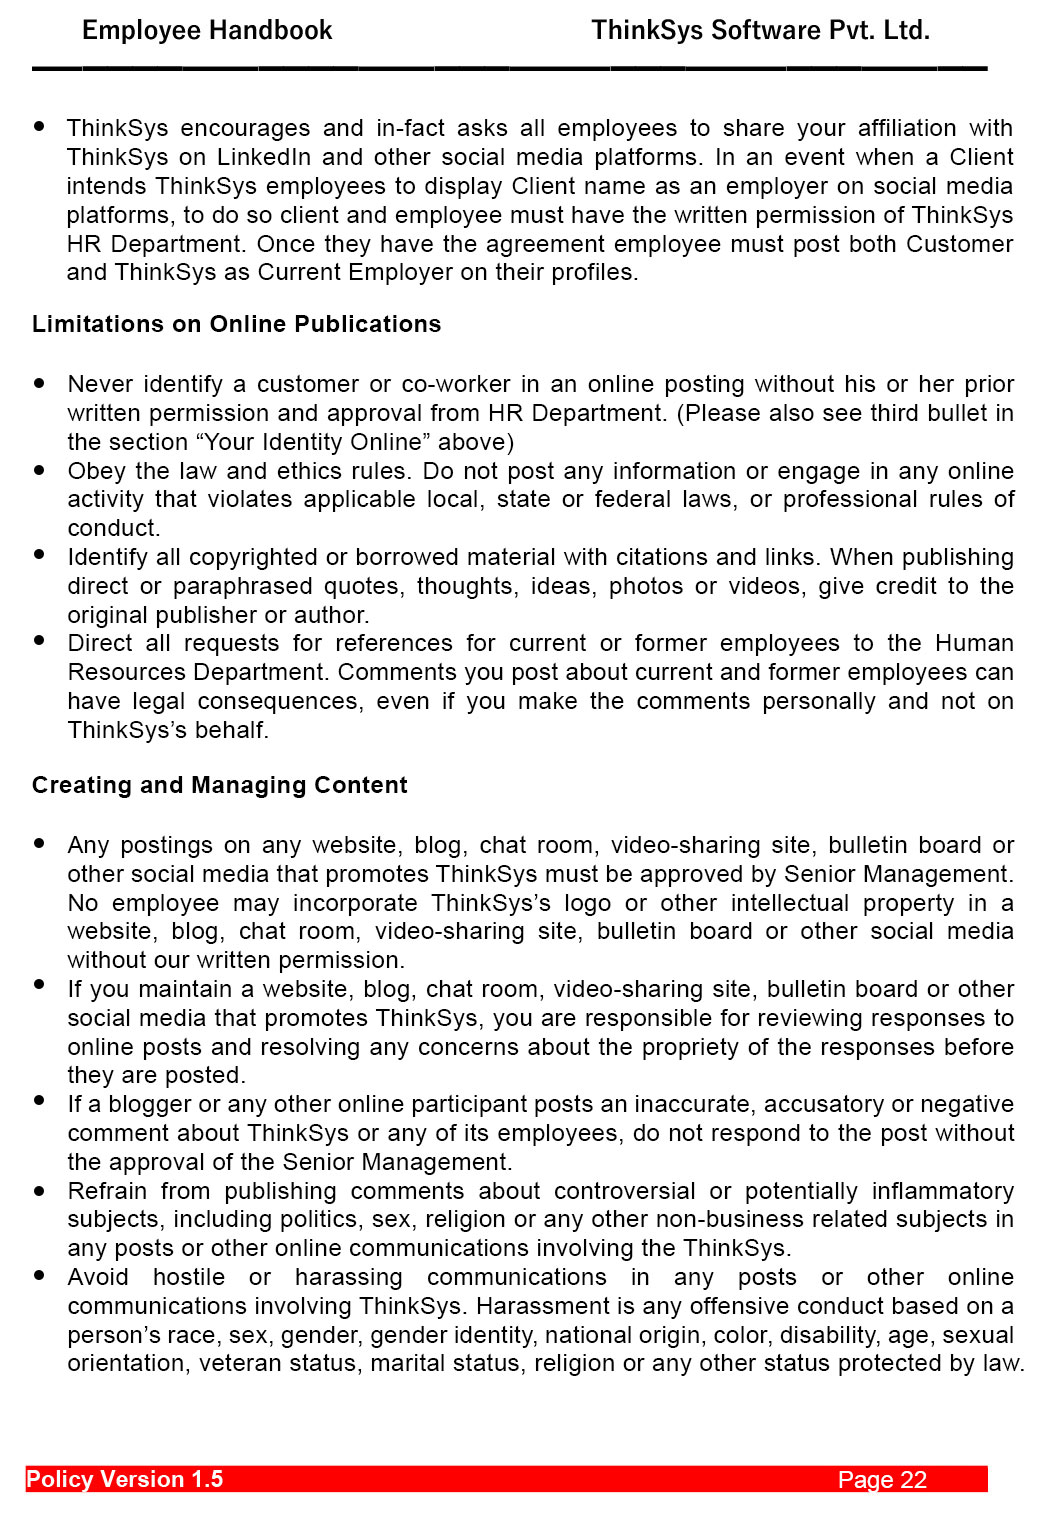 Employee Handbook ThinkSys Software Pvt. Ltd.
• ThinkSys encourages and in-fact asks all employees to share your affiliation with
ThinkSys on LinkedIn and other social media platforms. In an event when a Client
intends ThinkSys employees to display Client name as an employer on social media
platforms, to do so client and employee must have the written permission of ThinkSys
HR Department. Once they have the agreement employee must post both Customer
and ThinkSys as Current Employer on their profiles.
Limitations on Online Publications
• Never identify a customer or co-worker in an online posting without his or her prior
written permission and approval from HR Department. (Please also see third bullet in
the section “Your Identity Online” above)
• Obey the law and ethics rules. Do not post any information or engage in any online
activity that violates applicable local, state or federal laws, or professional rules of
conduct.
• Identify all copyrighted or borrowed material with citations and links. When publishing
direct or paraphrased quotes, thoughts, ideas, photos or videos, give credit to the
original publisher or author.
• Direct all requests for references for current or former employees to the Human
Resources Department. Comments you post about current and former employees can
have legal consequences, even if you make the comments personally and not on
ThinkSys’s behalf.
Creating and Managing Content
• Any postings on any website, blog, chat room, video-sharing site, bulletin board or
other social media that promotes ThinkSys must be approved by Senior Management.
No employee may incorporate ThinkSys’s logo or other intellectual property in a
website, blog, chat room, video-sharing site, bulletin board or other social media
without our written permission.
• If you maintain a website, blog, chat room, video-sharing site, bulletin board or other
social media that promotes ThinkSys, you are responsible for reviewing responses to
online posts and resolving any concerns about the propriety of the responses before
they are posted.
• If a blogger or any other online participant posts an inaccurate, accusatory or negative
comment about ThinkSys or any of its employees, do not respond to the post without
the approval of the Senior Management.
• Refrain from publishing comments about controversial or potentially inflammatory
subjects, including politics, sex, religion or any other non-business related subjects in
any posts or other online communications involving the ThinkSys.
• Avoid hostile or harassing communications in any posts or other online
communications involving ThinkSys. Harassment is any offensive conduct based on a
person’s race, sex, gender, gender identity, national origin, color, disability, age, sexual
orientation, veteran status, marital status, religion or any other status protected by law.
Policy Version 1.5 Page 22